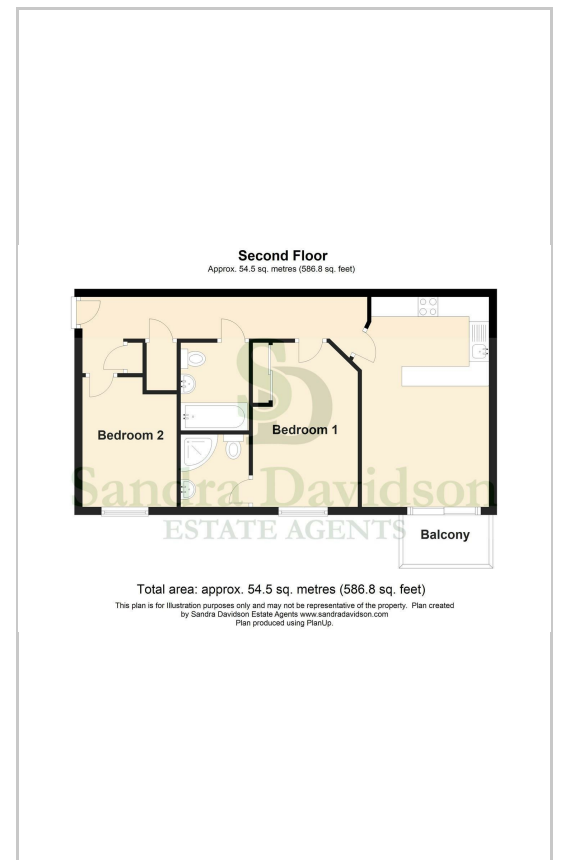 Second Floor
Approx. 54.5 sq. metres (586.8 sq. feet)
SD
Bedroom 2
Bedroom 1
Sandra Davidson
ESTATE AGENTS
Balcony
Total area: approx. 54.5 sq. metres (586.8 sq. feet)
This plan is for Illustration purposes only and may not be representative of the property. Plan created
by Sandra Davidson Estate Agents www.sandradavidson.com
Plan produced using PlanUp.